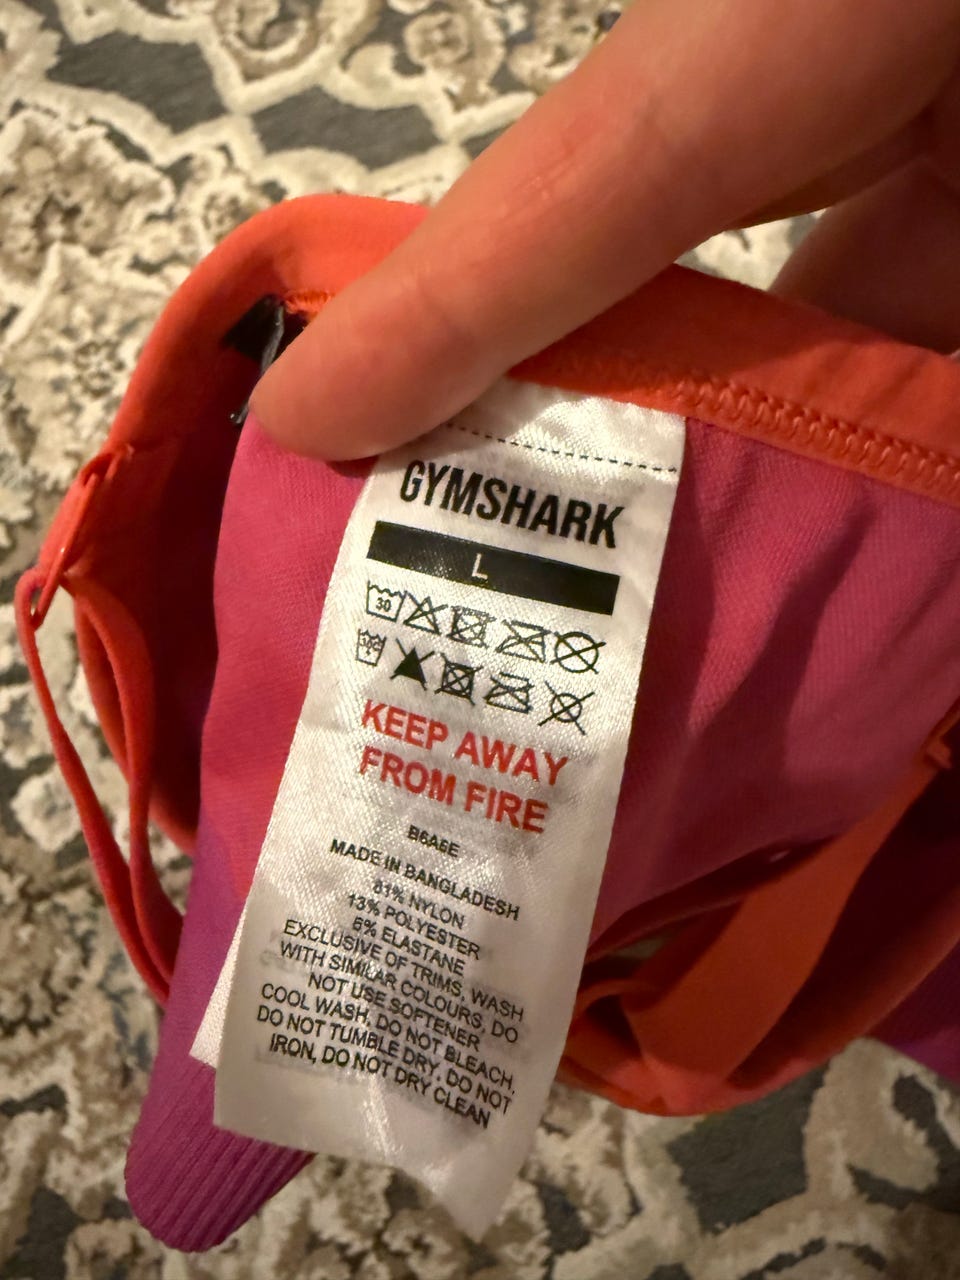 GYMSHARK
L
30
KEEP AWAY
FROM FIRE
B6A6E
MADE IN BANGLADESH
81% NYLON
13% POLYESTER
6% ELASTANE
EXCLUSIVE OF TRIMS, WASH
WITH SIMILAR COLOURS, DO
NOT USE SOFTENER
COOL WASH, DO NOT BLEACH,
DO NOT TUMBLE DRY, DO NOT
IRON, DO NOT DRY CLEAN